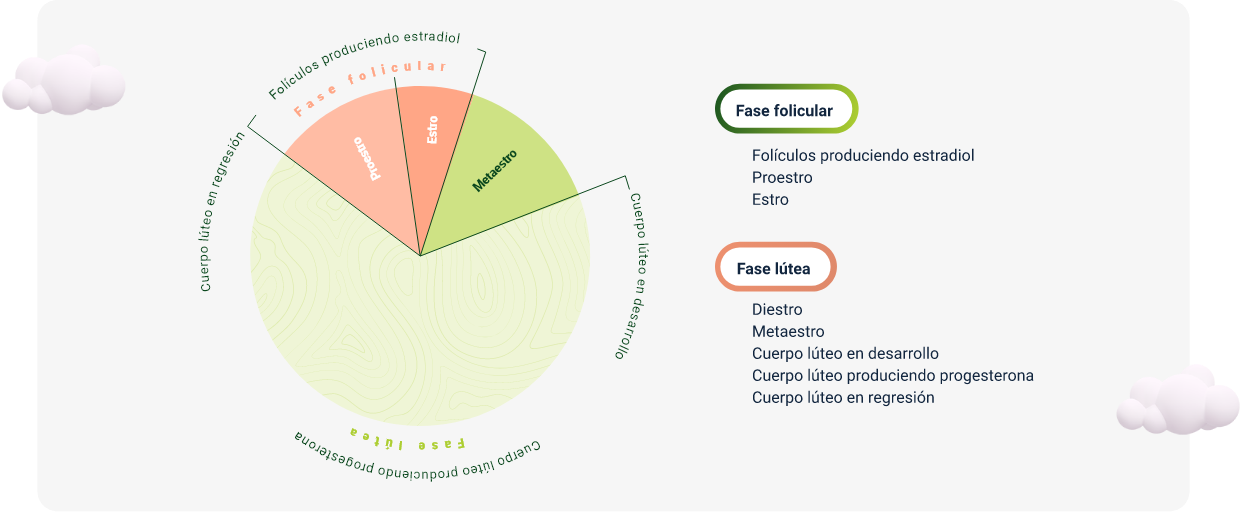 Folículos produciendo estradiol
Fase folicular
Cuerpo lúteo en regresión
Proestro
Estro
Metaestro
Cuerpo lúteo en desarrollo
Fase lútea
Cuerpo lúteo produciendo progesterona
Fase folicular
Folículos produciendo estradiol
Proestro
Estro
Fase lútea
Diestro
Metaestro
Cuerpo lúteo en desarrollo
Cuerpo lúteo produciendo progesterona
Cuerpo lúteo en regresión